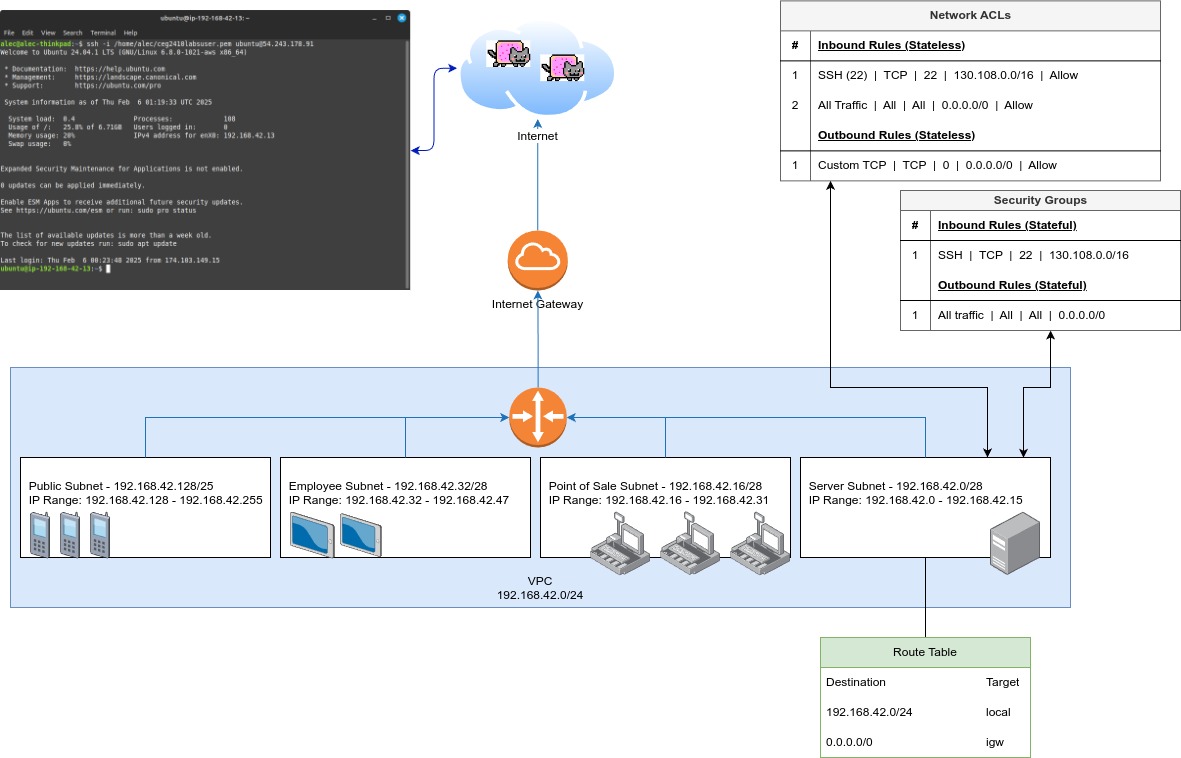 ubuntu@ip-192-168-42-13: ~
File Edit View Search Terminal Help
alec@alec-thinkpad:~$ ssh -i /home/alec/ceg2410labsuser.pem ubuntu@54.243.178.91
Welcome to Ubuntu 24.04.1 LTS (GNU/Linux 6.8.0-1021-aws x86_64)
* Documentation: https://help.ubuntu.com
* Management: https://landscape.canonical.com
* Support: https://ubuntu.com/pro
System information as of Thu Feb 6 01:19:33 UTC 2025
System load: 0.4 Processes: 108
Usage of /: 25.8% of 6.71GB Users logged in: 0
Memory usage: 20% IPv4 address for enX0: 192.168.42.13
Swap usage: 0%
Expanded Security Maintenance for Applications is not enabled.
0 updates can be applied immediately.
Enable ESM Apps to receive additional future security updates.
See https://ubuntu.com/esm or run: sudo pro status
The list of available updates is more than a week old.
To check for new updates run: sudo apt update
Last login: Thu Feb 6 00:23:48 2025 from 174.103.149.15
ubuntu@ip-192-168-42-13:~$
Internet
Internet Gateway
Network ACLs
# Inbound Rules (Stateless)
1 SSH (22) | TCP | 22 | 130.108.0.0/16 | Allow
2 All Traffic | All | All | 0.0.0.0/0 | Allow
Outbound Rules (Stateless)
1 Custom TCP | TCP | 0 | 0.0.0.0/0 | Allow
Security Groups
# Inbound Rules (Stateful)
1 SSH | TCP | 22 | 130.108.0.0/16
Outbound Rules (Stateful)
1 All traffic | All | All | 0.0.0.0/0
Public Subnet - 192.168.42.128/25
IP Range: 192.168.42.128 - 192.168.42.255
Employee Subnet - 192.168.42.32/28
IP Range: 192.168.42.32 - 192.168.42.47
Point of Sale Subnet - 192.168.42.16/28
IP Range: 192.168.42.16 - 192.168.42.31
Server Subnet - 192.168.42.0/28
IP Range: 192.168.42.0 - 192.168.42.15
VPC
192.168.42.0/24
Route Table
Destination Target
192.168.42.0/24 local
0.0.0.0/0 igw